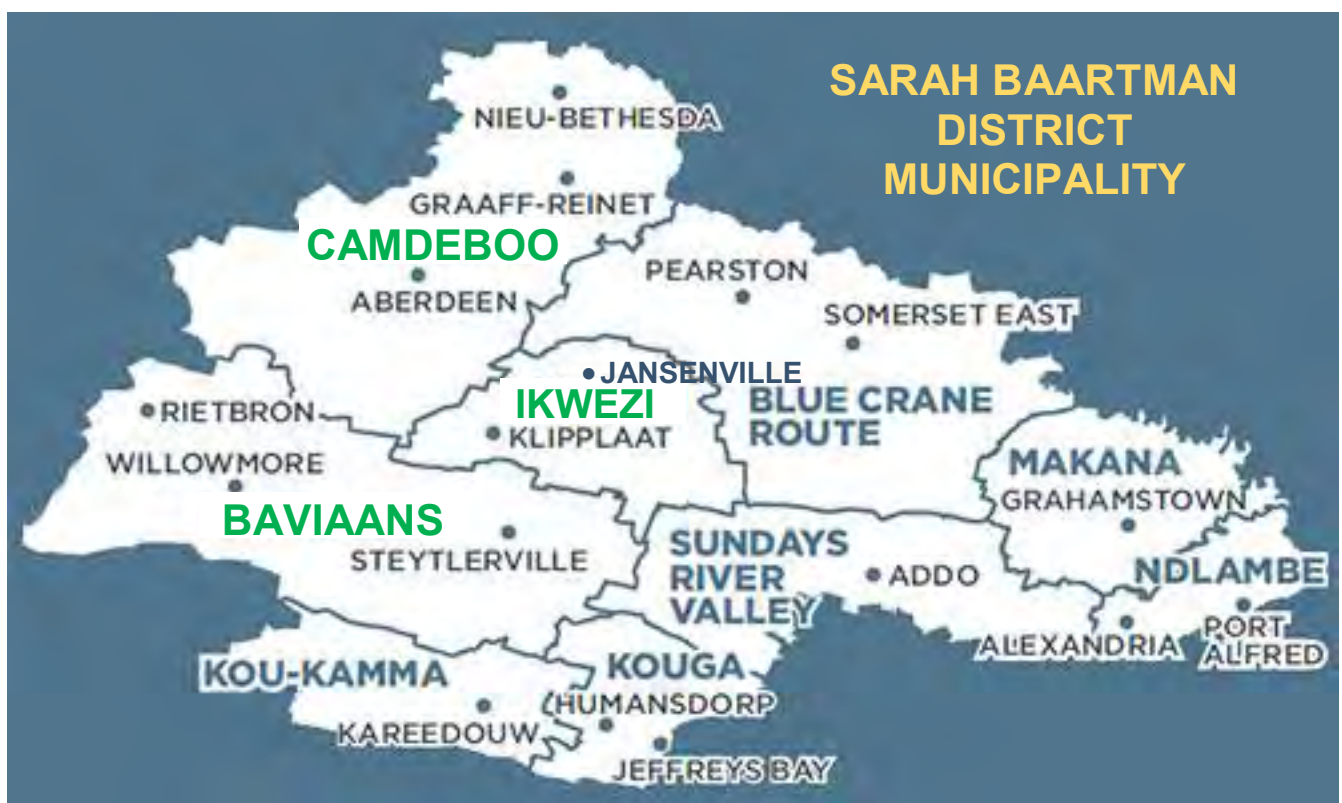 SARAH BAARTMAN
DISTRICT
MUNICIPALITY
NIEU-BETHESDA
GRAAFF-REINET
CAMDEBOO
ABERDEEN
PEARSTON
SOMERSET EAST
JANSENVILLE
IKWEZI
KLIPPLAAT
BLUE CRANE
ROUTE
RIETBRON
WILLOWMORE
BAVIAANS
STEYTLERVILLE
MAKANA
GRAHAMSTOWN
SUNDAYS
RIVER
VALLEY
ADDO
NDLAMBE
ALEXANDRIA
PORT
ALFRED
KOU-KAMMA
KAREEDOUW
KOUGA
HUMANSDORP
JEFFREYS BAY